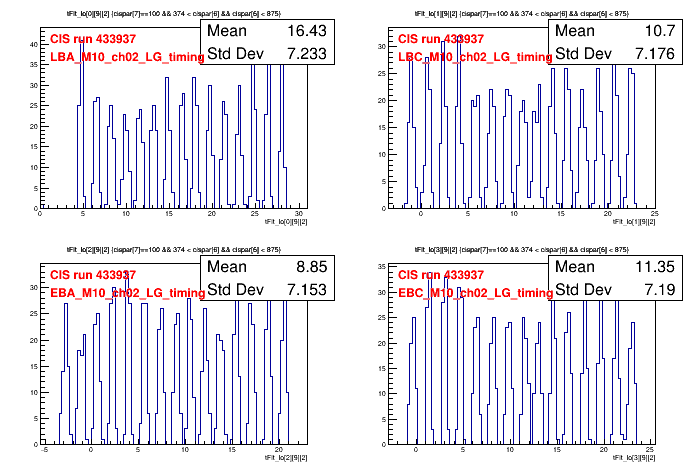 tFit_lo[0][9][2] {cispar[7]==100 && 374 < cispar[6] && cispar[6] < 875}
CIS run 433937
LBA_M10_ch02_LG_timing
Mean 16.43
Std Dev 7.233
40
35
30
25
20
15
10
5
0
0 5 10 15 20 25 30
tFit_lo[0][9][2]
tFit_lo[1][9][2] {cispar[7]==100 && 374 < cispar[6] && cispar[6] < 875}
CIS run 433937
LBC_M10_ch02_LG_timing
Mean 10.7
Std Dev 7.176
30
25
20
15
10
5
0
0 5 10 15 20 25
tFit_lo[1][9][2]
tFit_lo[2][9][2] {cispar[7]==100 && 374 < cispar[6] && cispar[6] < 875}
CIS run 433937
EBA_M10_ch02_LG_timing
Mean 8.85
Std Dev 7.153
30
25
20
15
10
5
0
-5 0 5 10 15 20
tFit_lo[2][9][2]
tFit_lo[3][9][2] {cispar[7]==100 && 374 < cispar[6] && cispar[6] < 875}
CIS run 433937
EBC_M10_ch02_LG_timing
Mean 11.35
Std Dev 7.19
35
30
25
20
15
10
5
0
0 5 10 15 20 25
tFit_lo[3][9][2]